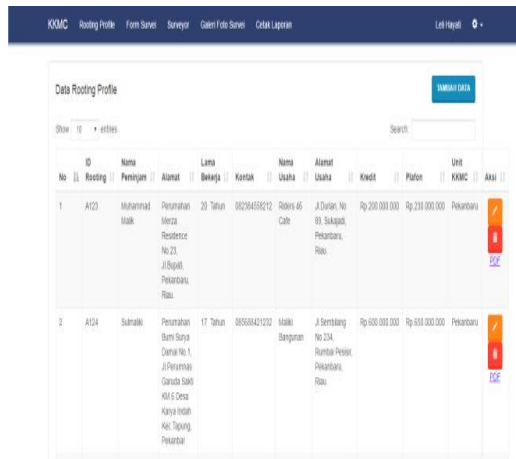 KKMC Rooting Profile Form Survei Surveyor Galeri Foto Survei Cetak Laporan Leli Hayati
Data Rooting Profile
TAMBAH DATA
Show 10 entries
Search:
No
ID Rooting
Nama Peminjam
Alamat
Lama Bekerja
Kontak
Nama Usaha
Alamat Usaha
Kredit
Plafon
Unit KKMC
Aksi
1
A123
Muhammad
Malik
Perumahan
Merza
Residence
No.23,
Jl.Bupati,
Pekanbaru,
Riau.
20 Tahun
082384558212
Riders 46
Cafe
Jl.Durian, No
89, Sukajadi,
Pekanbaru,
Riau.
Rp.200.000.000
Rp.230.000.000
Pekanbaru
PDF
2
A124
Sutmaliki
Perumahan
Bumi Surya
Damai No.1,
Jl.Perumnas
Garuda Sakti
KM 6 Desa
Karya Indah
Kec.Tapung,
Pekanbar
17 Tahun
085688421232
Maliki
Bangunan
Jl.Sembilang
No 234,
Rumbai Pesisir,
Pekanbaru,
Riau
Rp.600.000.000
Rp.650.000.000
Pekanbaru
PDF